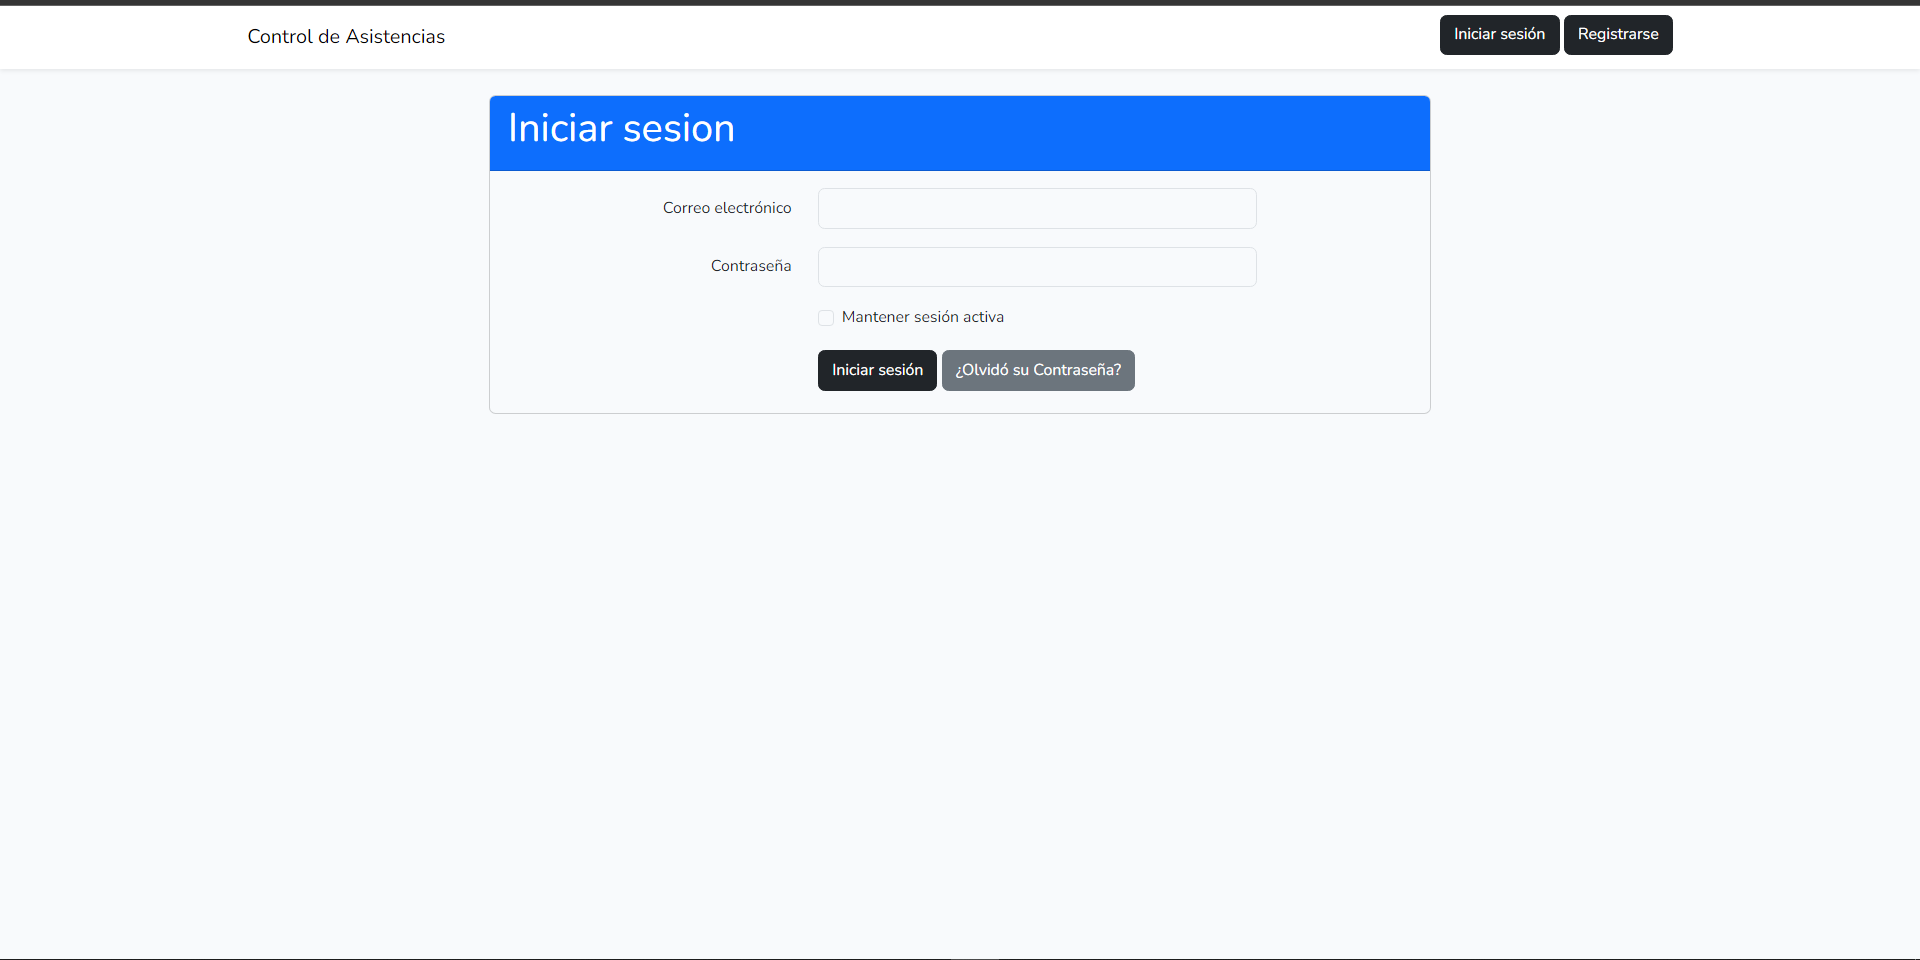 Control de Asistencias
Iniciar sesión
Registrarse
Iniciar sesion
Correo electrónico
Contraseña
Mantener sesión activa
Iniciar sesión
¿Olvidó su Contraseña?